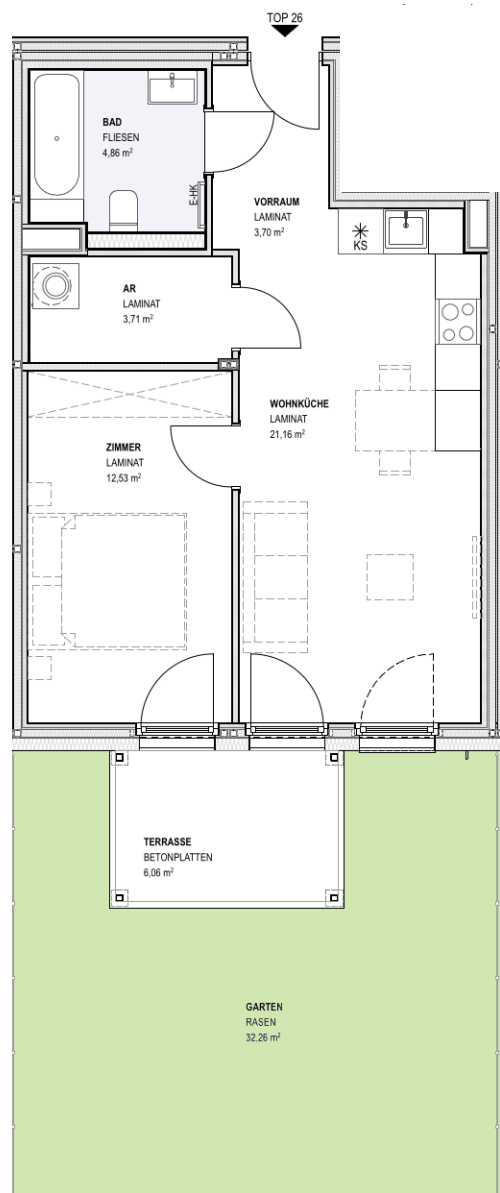 TOP 26
BAD
FLIESEN
4,86 m²
E-HK
VORRAUM
LAMINAT
3,70 m²
KS
AR
LAMINAT
3,71 m²
WOHNKÜCHE
LAMINAT
21,16 m²
ZIMMER
LAMINAT
12,53 m²
TERRASSE
BETONPLATTEN
6,06 m²
GARTEN
RASEN
32,26 m²